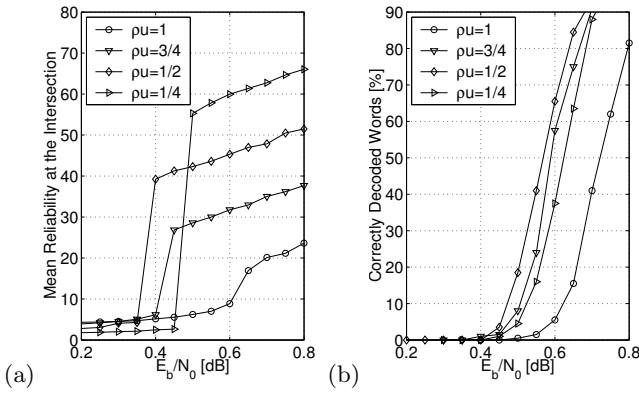 80
70
60
50
40
30
20
10
0
0.2
0.4
0.6
0.8
Mean Reliability at the Intersection
E_b/N_0 [dB]
ρu=1
ρu=3/4
ρu=1/2
ρu=1/4
(a)
90
80
70
60
50
40
30
20
10
0
0.2
0.4
0.6
0.8
Correctly Decoded Words [%]
E_b/N_0 [dB]
ρu=1
ρu=3/4
ρu=1/2
ρu=1/4
(b)